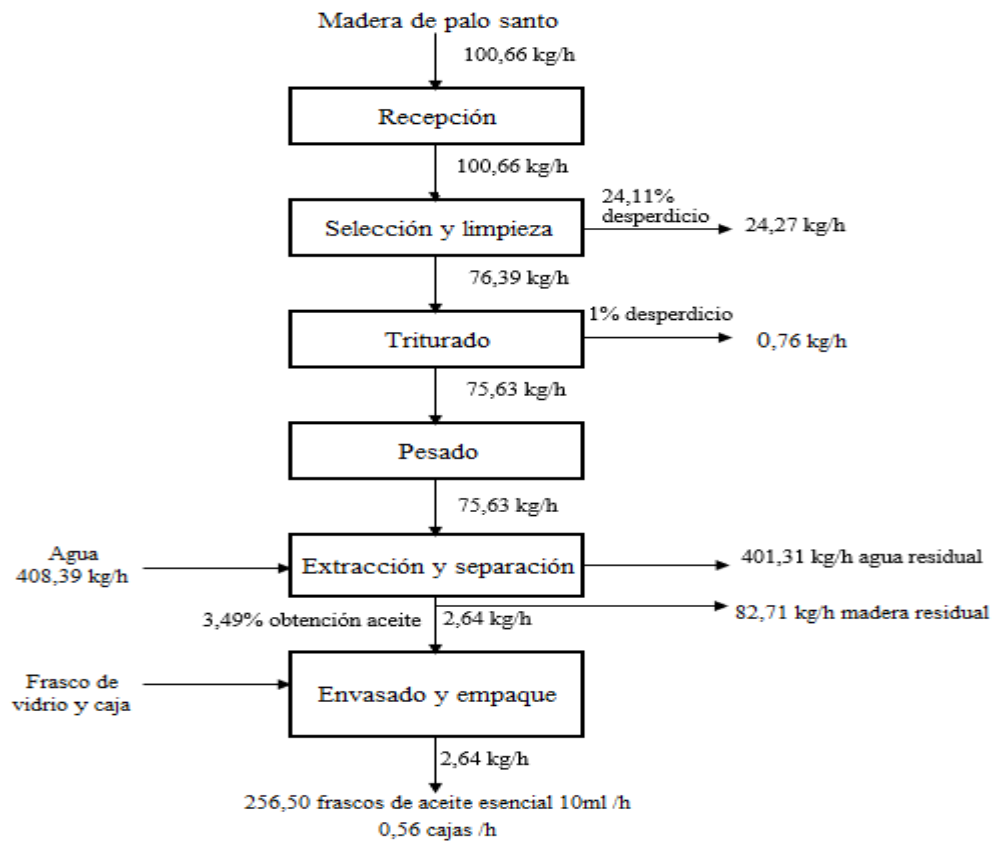 Madera de palo santo
100,66 kg/h
Recepción
100,66 kg/h
24,11%
desperdicio
Selección y limpieza
24,27 kg/h
76,39 kg/h
1% desperdicio
Triturado
0,76 kg/h
75,63 kg/h
Pesado
75,63 kg/h
Agua
408,39 kg/h
Extracción y separación
401,31 kg/h agua residual
3,49% obtención aceite
2,64 kg/h
82,71 kg/h madera residual
Frasco de
vidrio y caja
Envasado y empaque
2,64 kg/h
256,50 frascos de aceite esencial 10ml /h
0,56 cajas /h